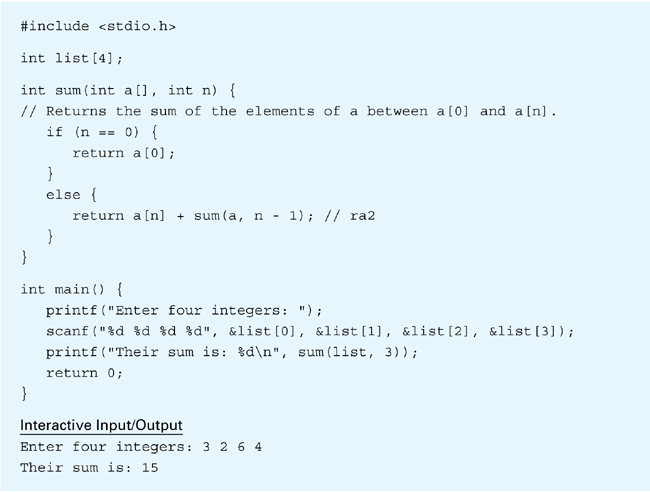 #include <stdio.h>
int list[4];
int sum(int a[], int n) {
// Returns the sum of the elements of a between a[0] and a[n].
   if (n == 0) {
      return a[0];
   }
   else {
      return a[n] + sum(a, n - 1); // ra2
   }
}
int main() {
   printf("Enter four integers: ");
   scanf("%d %d %d %d", &list[0], &list[1], &list[2], &list[3]);
   printf("Their sum is: %d\n", sum(list, 3));
   return 0;
}
Interactive Input/Output
Enter four integers: 3 2 6 4
Their sum is: 15